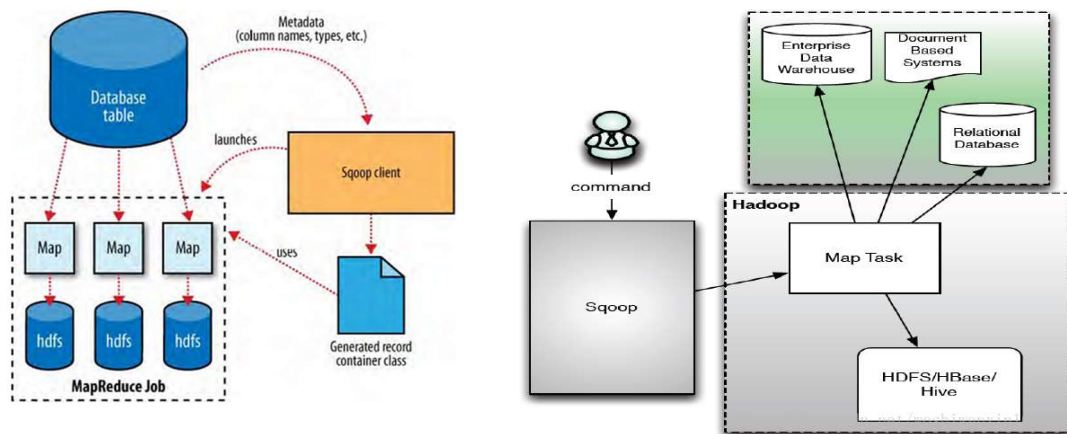 Metadata
(column names, types, etc.)
Database
table
launches
Sqoop client
Map
Map
Map
uses
hdfs
hdfs
hdfs
Generated record
container class
MapReduce Job
Enterprise
Data
Warehouse
Document
Based
Systems
Relational
Database
command
Hadoop
Map Task
Sqoop
HDFS/HBase/
Hive